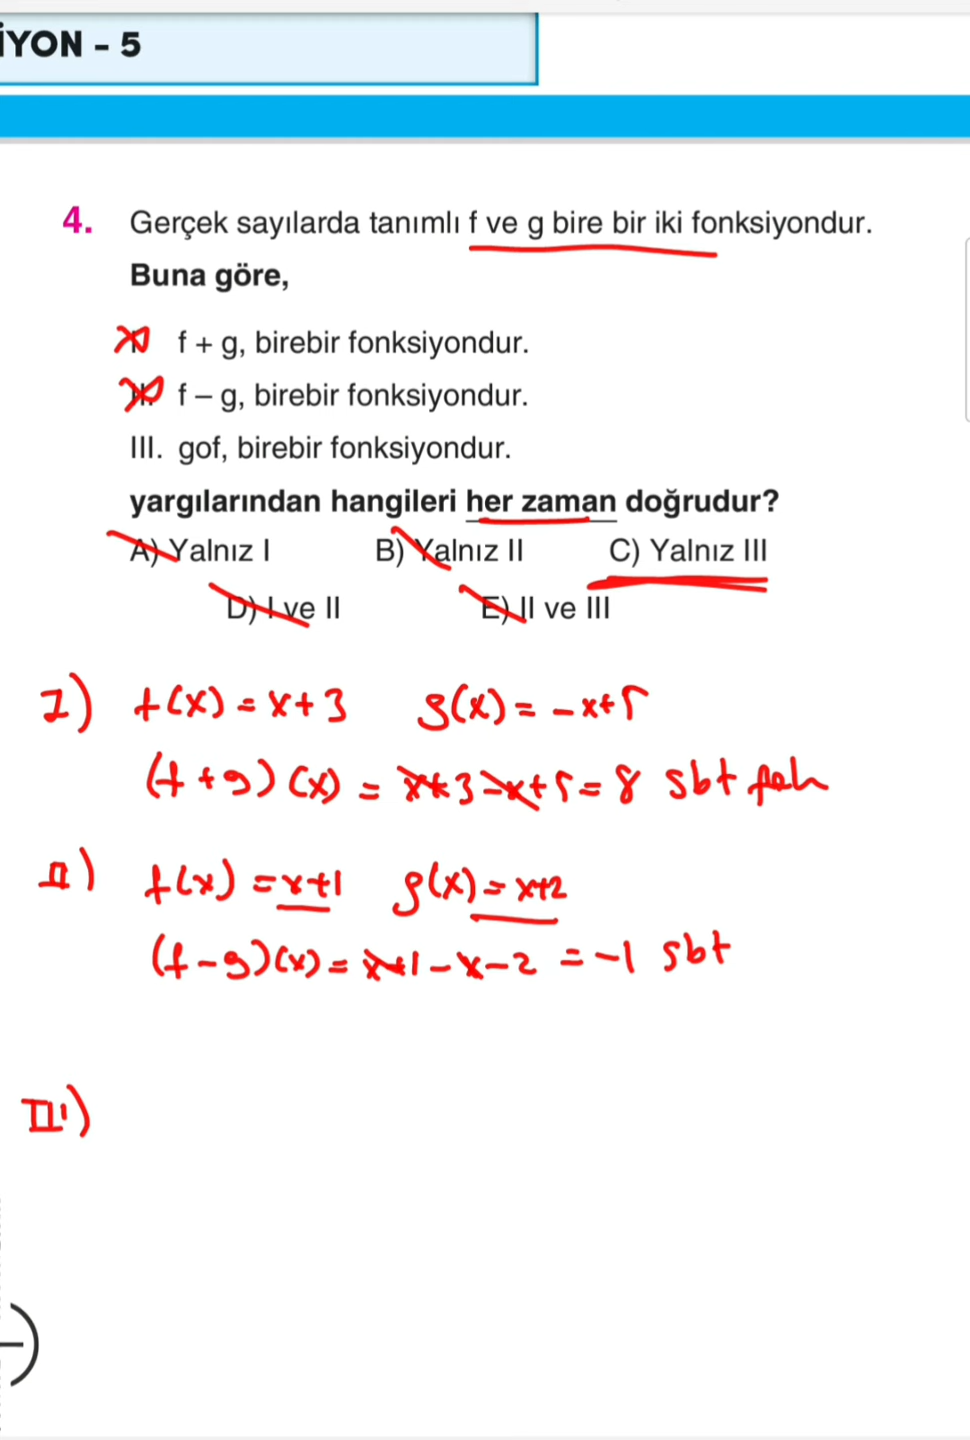 İYON - 5
4. Gerçek sayılarda tanımlı f ve g bire bir iki fonksiyondur.
Buna göre,
I. f + g, birebir fonksiyondur.
II. f – g, birebir fonksiyondur.
III. gof, birebir fonksiyondur.
yargılarından hangileri her zaman doğrudur?
A) Yalnız I B) Yalnız II C) Yalnız III
D) I ve II E) II ve III
I) f(x) = x+3 g(x) = -x+5
(f+g)(x) = x+3-x+5 = 8 sbt fonk
II) f(x) = x+1 g(x) = x+2
(f-g)(x) = x+1-x-2 = -1 sbt
III)